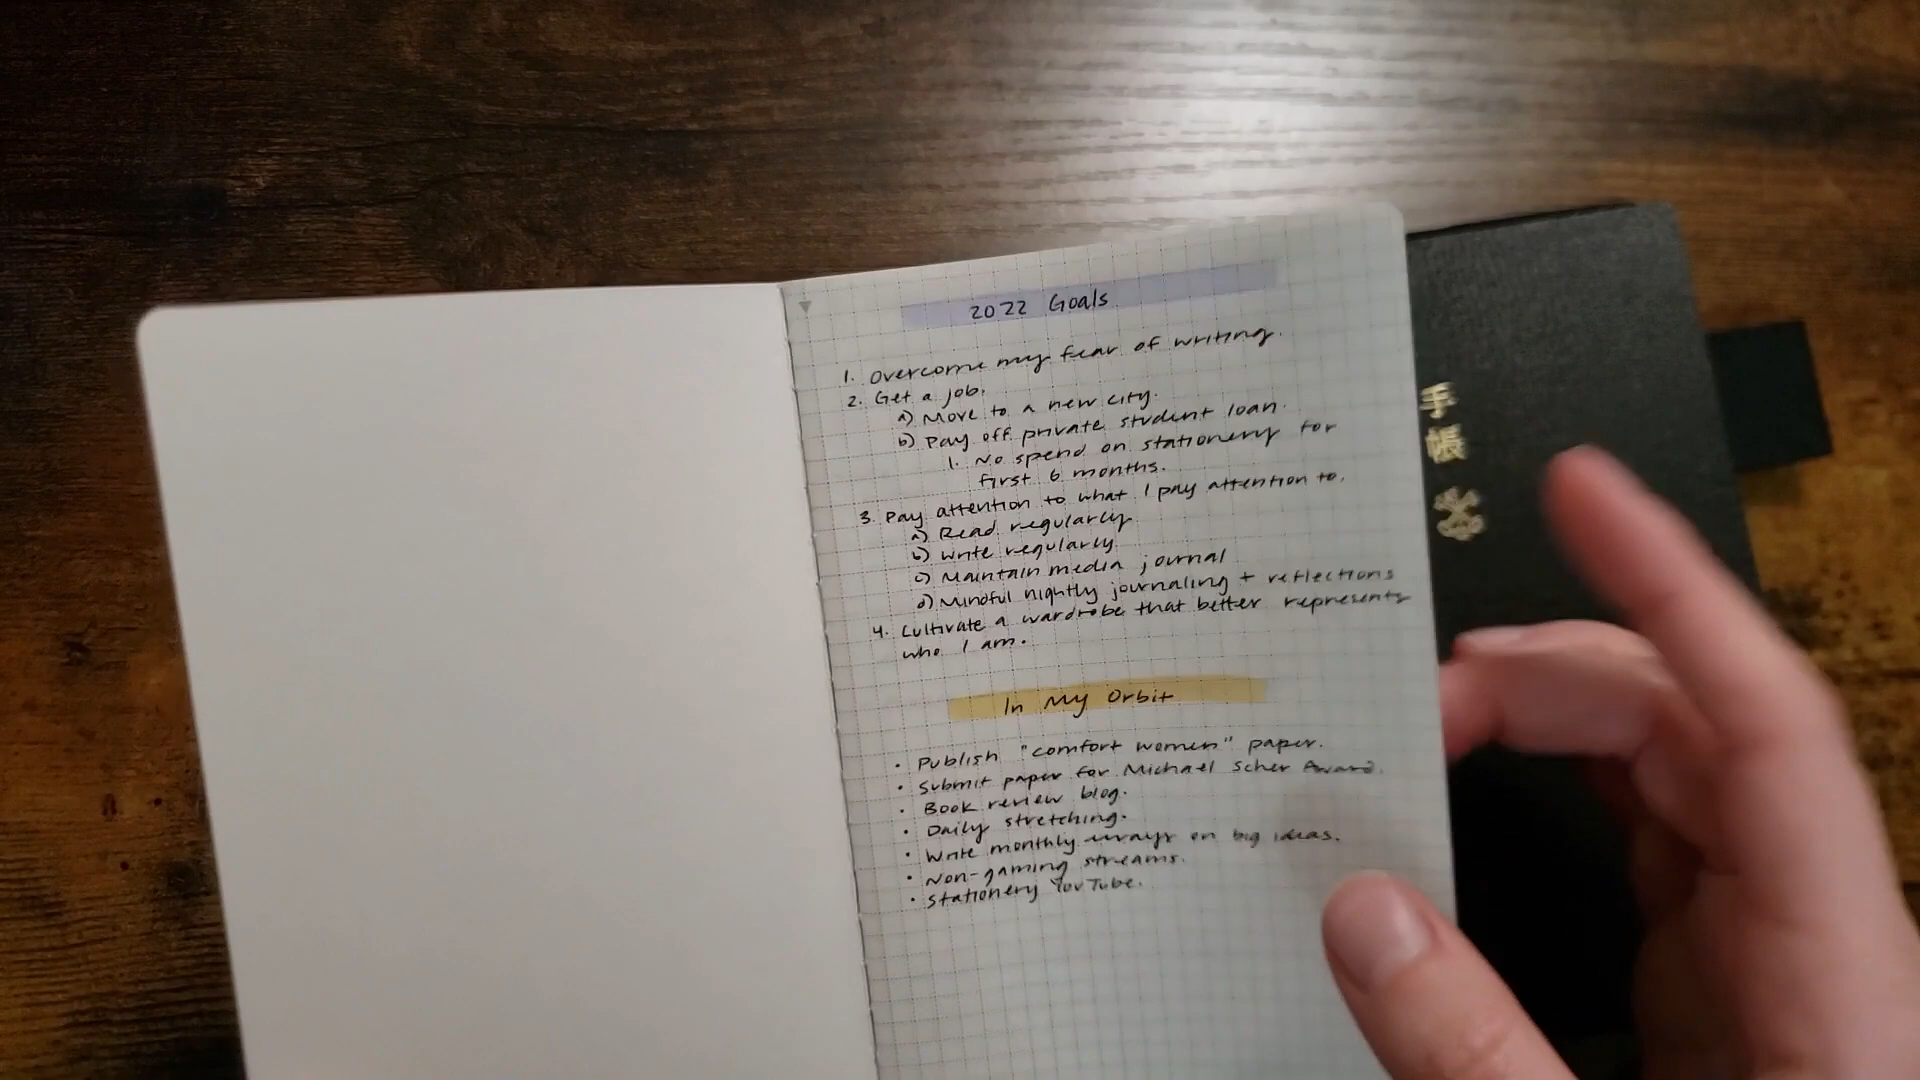 2022 Goals
1. Overcome my fear of writing.
2. Get a job.
a) Move to a new city.
b) Pay off private student loan.
1. No spend on stationery for
first 6 months.
3. Pay attention to what I pay attention to.
a) Read regularly
b) Write regularly
c) Maintain media journal
d) Mindful nightly journaling + reflections
4. Cultivate a wardrobe that better represents
who I am.
In My Orbit
• Publish "comfort women" paper.
• Submit paper for Michael Scher Award.
• Book review blog.
• Daily stretching.
• Write monthly essays on big ideas.
• Non-gaming streams.
• Stationery YouTube.
手帳